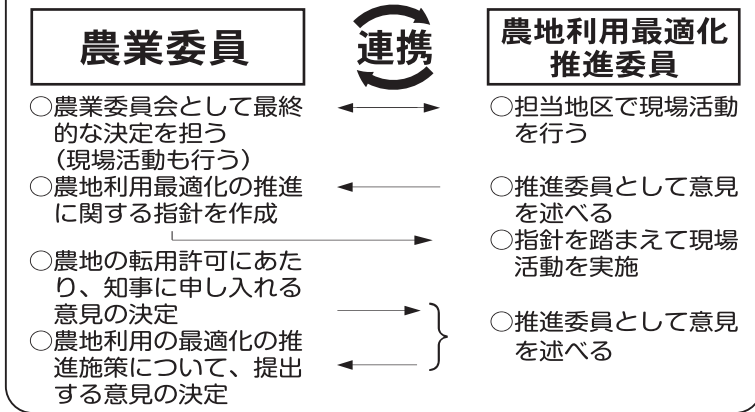 農業委員
○農業委員会として最終
的な決定を担う
（現場活動も行う）
○農地利用最適化の推進
に関する指針を作成
○農地の転用許可にあた
り、知事に申し入れる
意見の決定
○農地利用の最適化の推
進施策について、提出
する意見の決定
連携
農地利用最適化
推進委員
○担当地区で現場活動
を行う
○推進委員として意見
を述べる
○指針を踏まえて現場
活動を実施
○推進委員として意見
を述べる